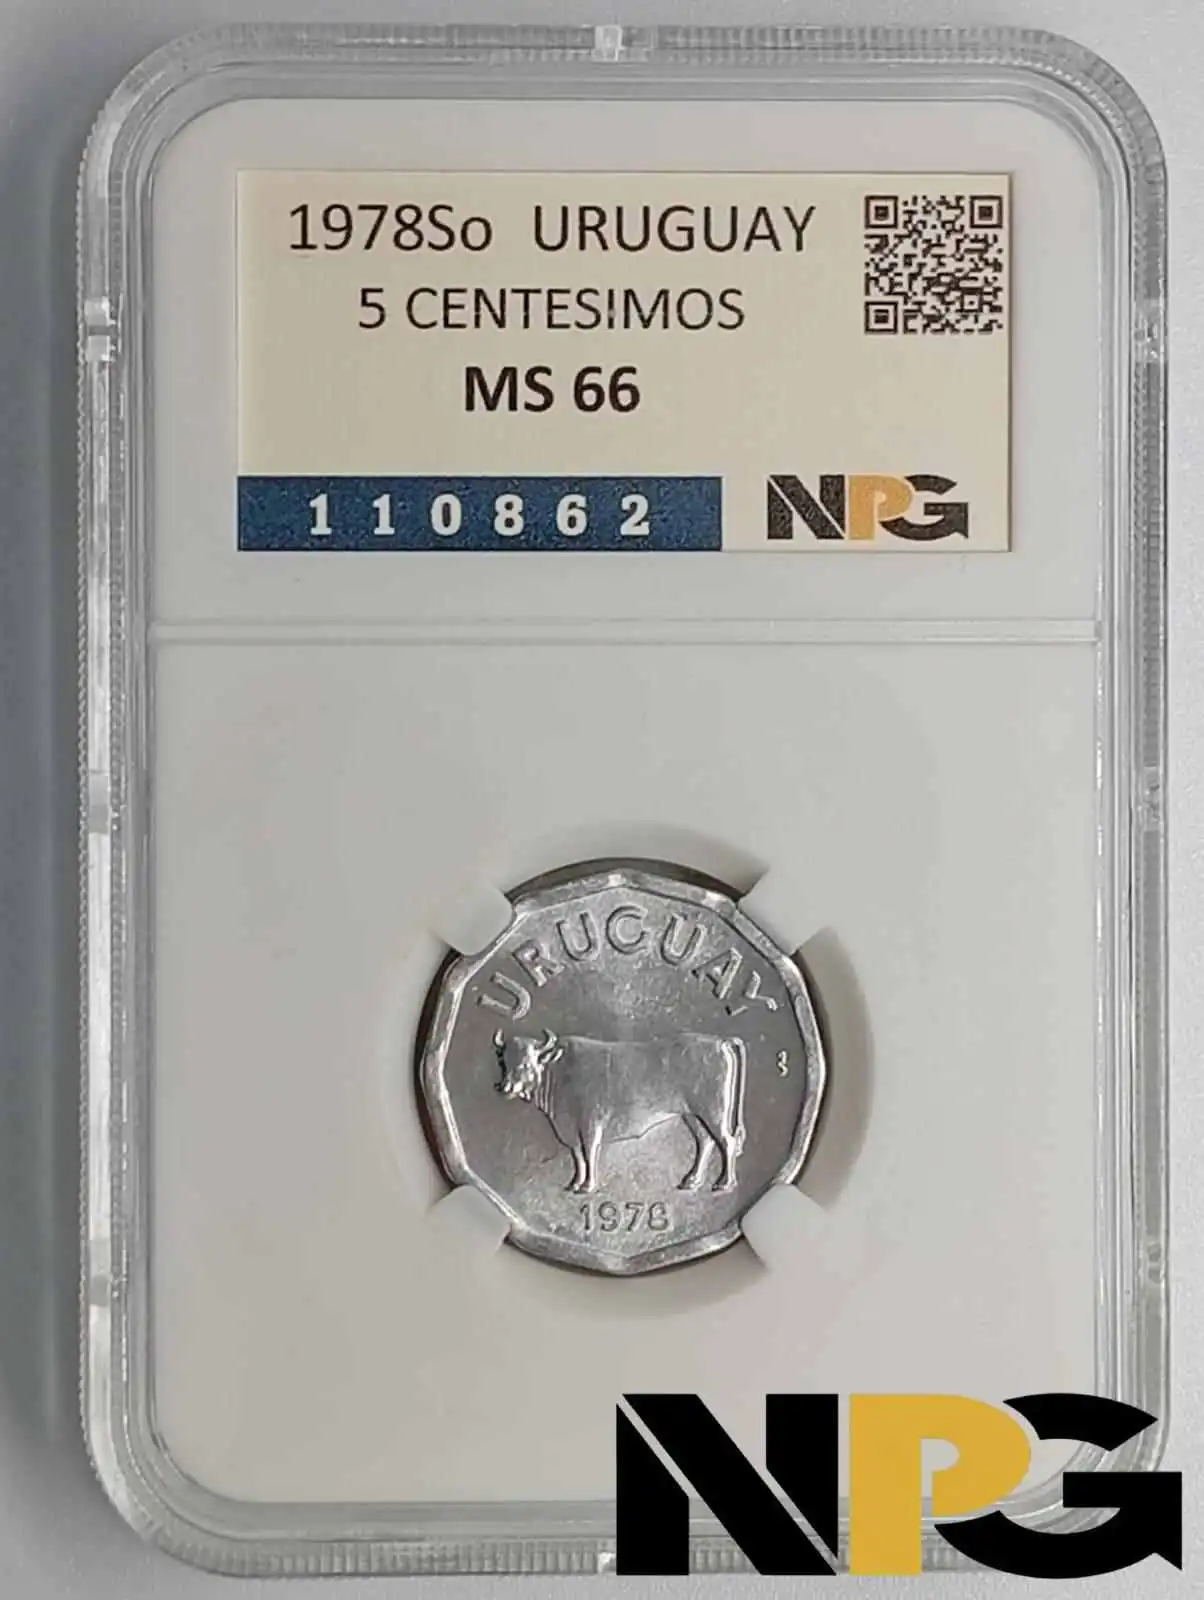 1978So URUGUAY
5 CENTESIMOS
MS 66
110862
NPG
URUGUAY
1978
NPG